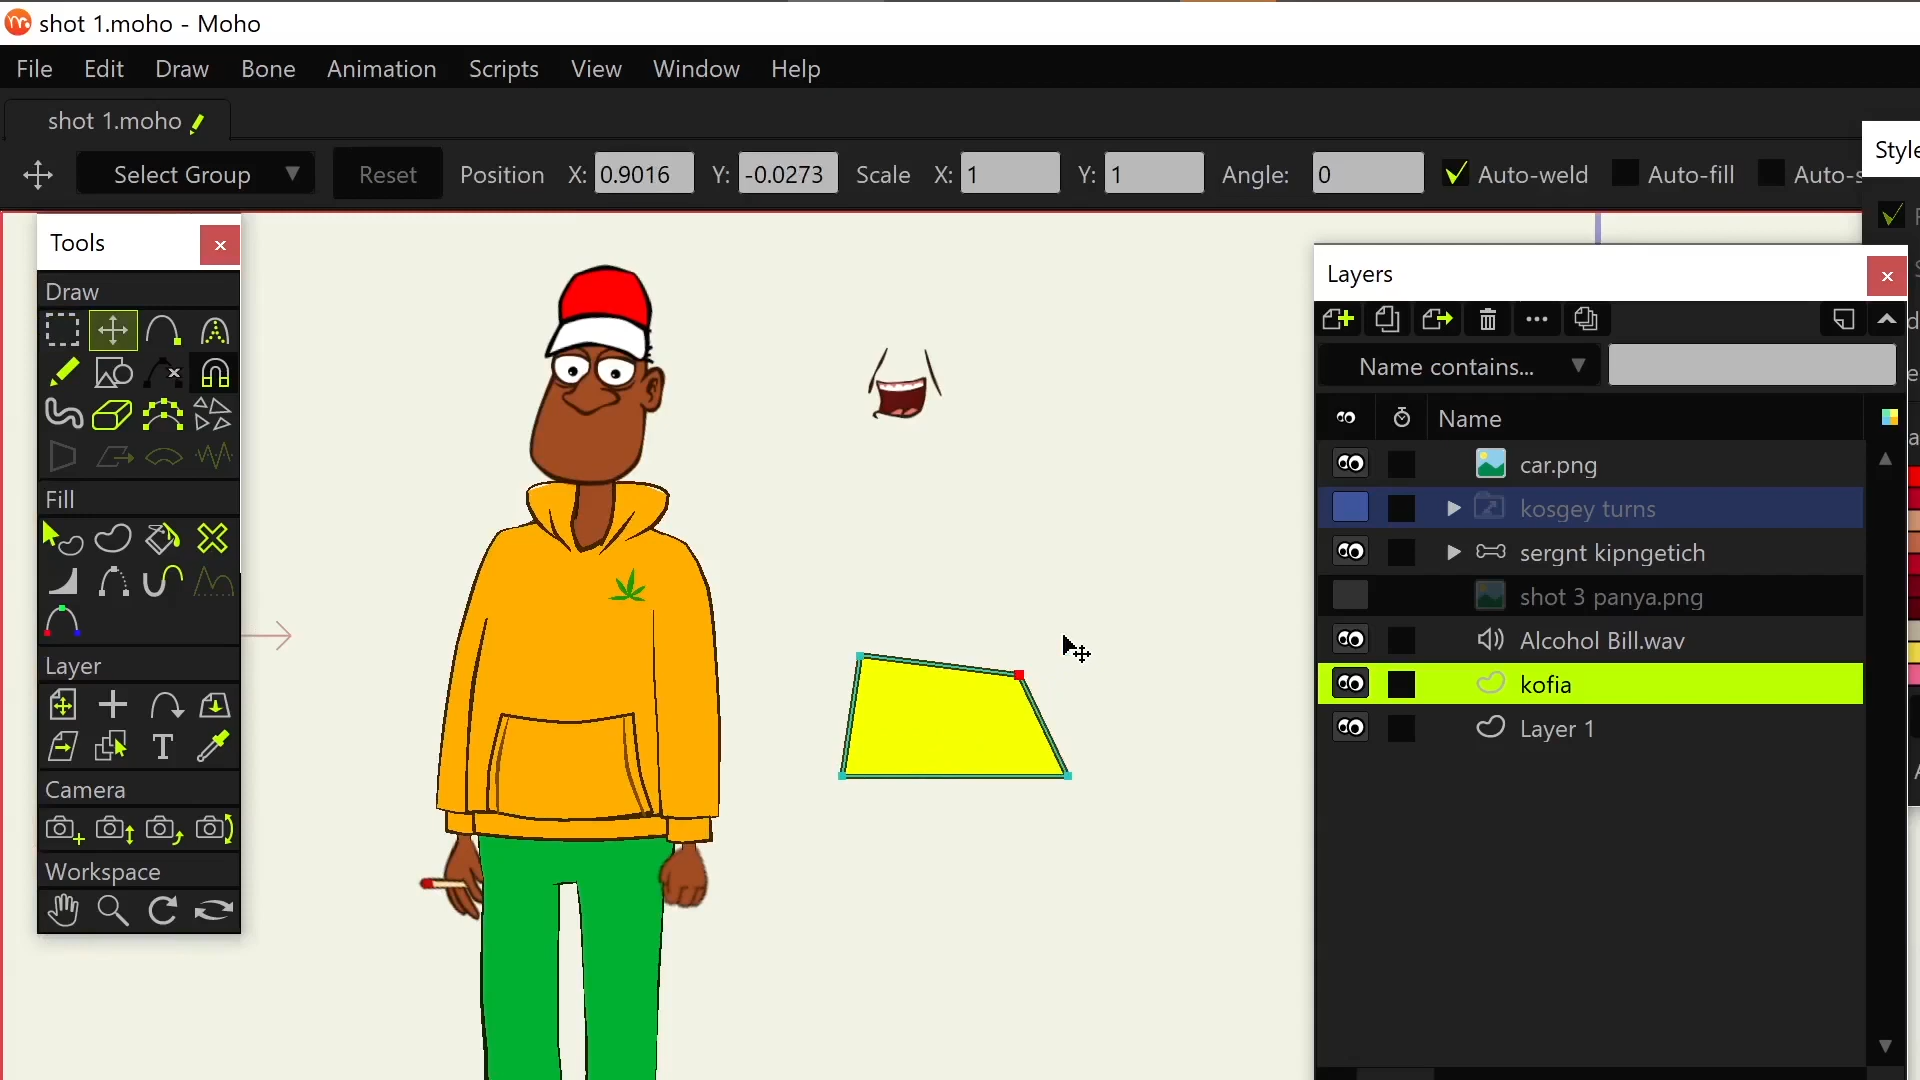 shot 1.moho - Moho
File Edit Draw Bone Animation Scripts View Window Help
shot 1.moho
Select Group Reset Position X: 0.9016 Y: -0.0273 Scale X: 1 Y: 1 Angle: 0 Auto-weld Auto-fill Auto-s
Style
Tools
Draw
Fill
Layer
Camera
Workspace
Layers
Name contains...
Name
car.png
kosgey turns
sergnt kipngetich
shot 3 panya.png
Alcohol Bill.wav
kofia
Layer 1